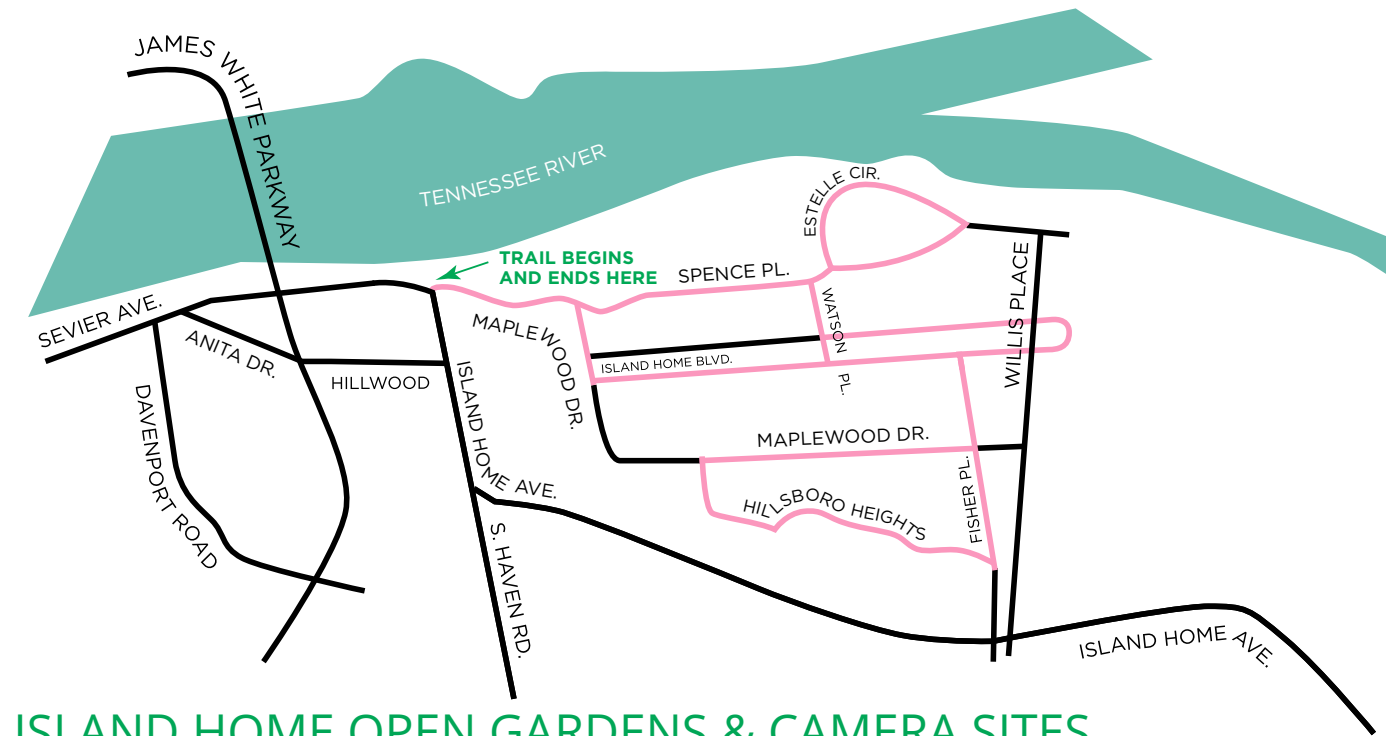 JAMES WHITE PARKWAY
TENNESSEE RIVER
ESTELLE CIR.
TRAIL BEGINS
AND ENDS HERE
SPENCE PL.
WILLIS PLACE
SEVIER AVE.
ANITA DR.
HILLWOOD
MAPLEWOOD DR.
WATSON PL.
ISLAND HOME BLVD.
DAVENPORT ROAD
ISLAND HOME AVE.
MAPLEWOOD DR.
HILLSBORO HEIGHTS
FISHER PL.
S. HAVEN RD.
ISLAND HOME AVE.
ISLAND HOME OPEN GARDENS & CAMERA SITES